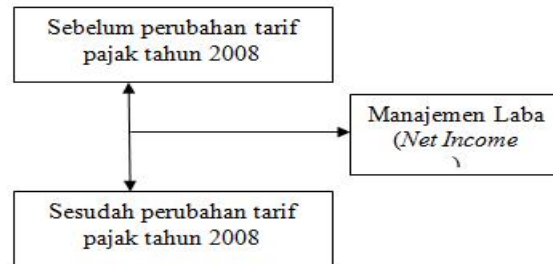 Sebelum perubahan tarif
pajak tahun 2008
Manajemen Laba
(Net Income
)
Sesudah perubahan tarif
pajak tahun 2008